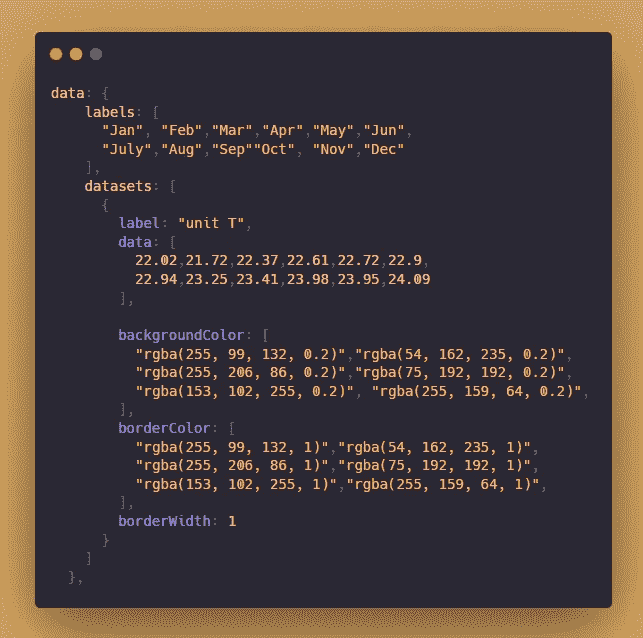 data: {
labels: [
"Jan", "Feb","Mar","Apr","May","Jun",
"July","Aug","Sep""Oct", "Nov","Dec"
],
datasets: [
{
label: "unit T",
data: [
22.02,21.72,22.37,22.61,22.72,22.9,
22.94,23.25,23.41,23.98,23.95,24.09
],
backgroundColor: [
"rgba(255, 99, 132, 0.2)","rgba(54, 162, 235, 0.2)",
"rgba(255, 206, 86, 0.2)","rgba(75, 192, 192, 0.2)",
"rgba(153, 102, 255, 0.2)", "rgba(255, 159, 64, 0.2)",
],
borderColor: [
"rgba(255, 99, 132, 1)","rgba(54, 162, 235, 1)",
"rgba(255, 206, 86, 1)","rgba(75, 192, 192, 1)",
"rgba(153, 102, 255, 1)","rgba(255, 159, 64, 1)",
],
borderWidth: 1
}
]
},